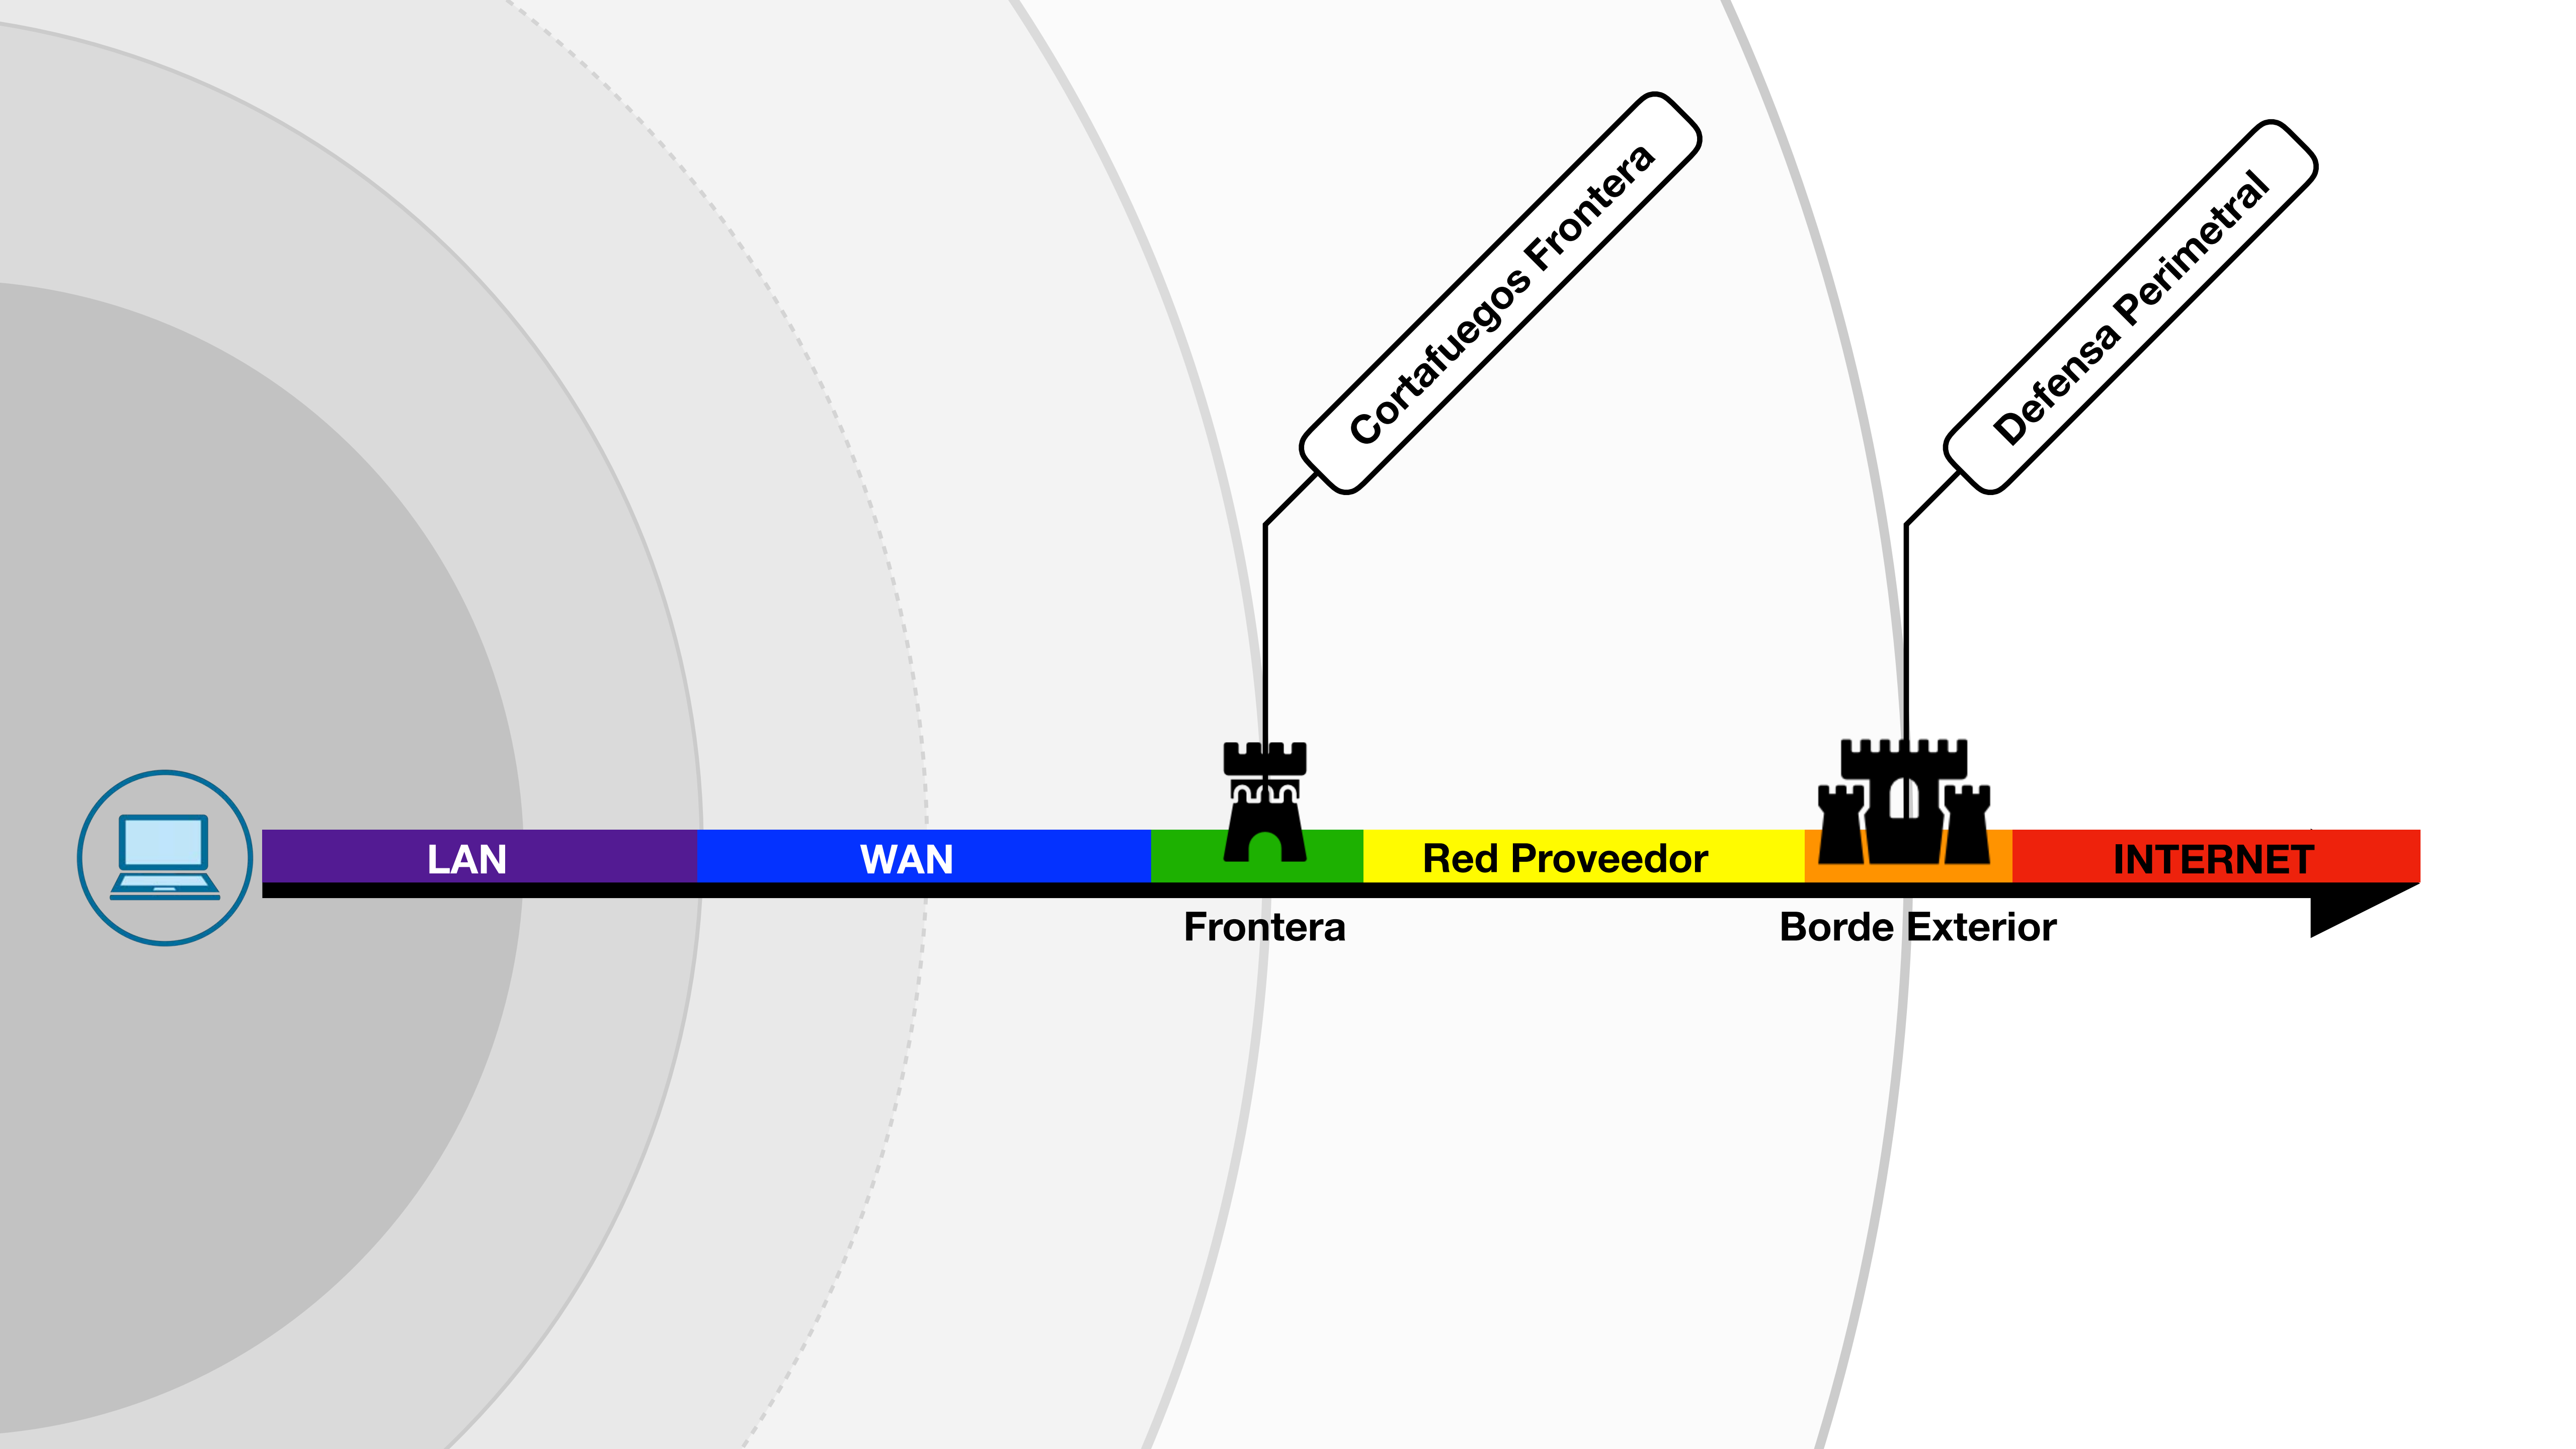 Cortafuegos Frontera
Defensa Perimetral
LAN
WAN
Red Proveedor
INTERNET
Frontera
Borde Exterior